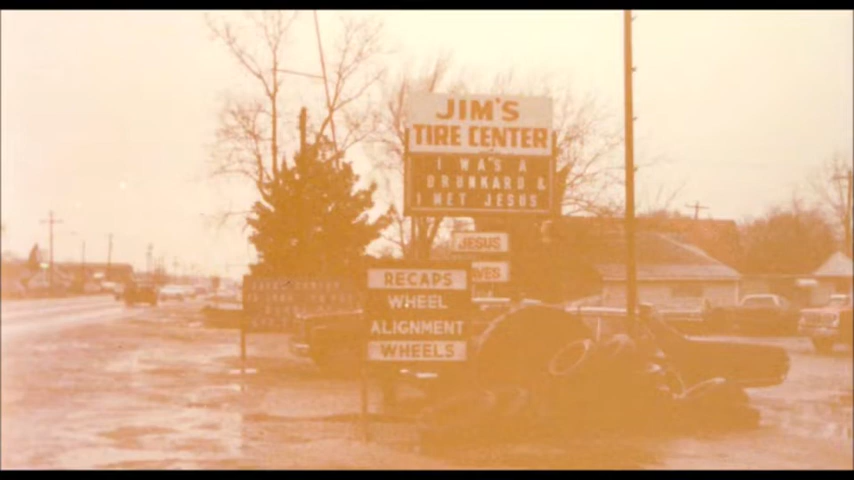 JIM'S
TIRE CENTER
I WAS A
DRUNKARD &
I MET JESUS
JESUS
RECAPS
WHEEL
ALIGNMENT
WHEELS